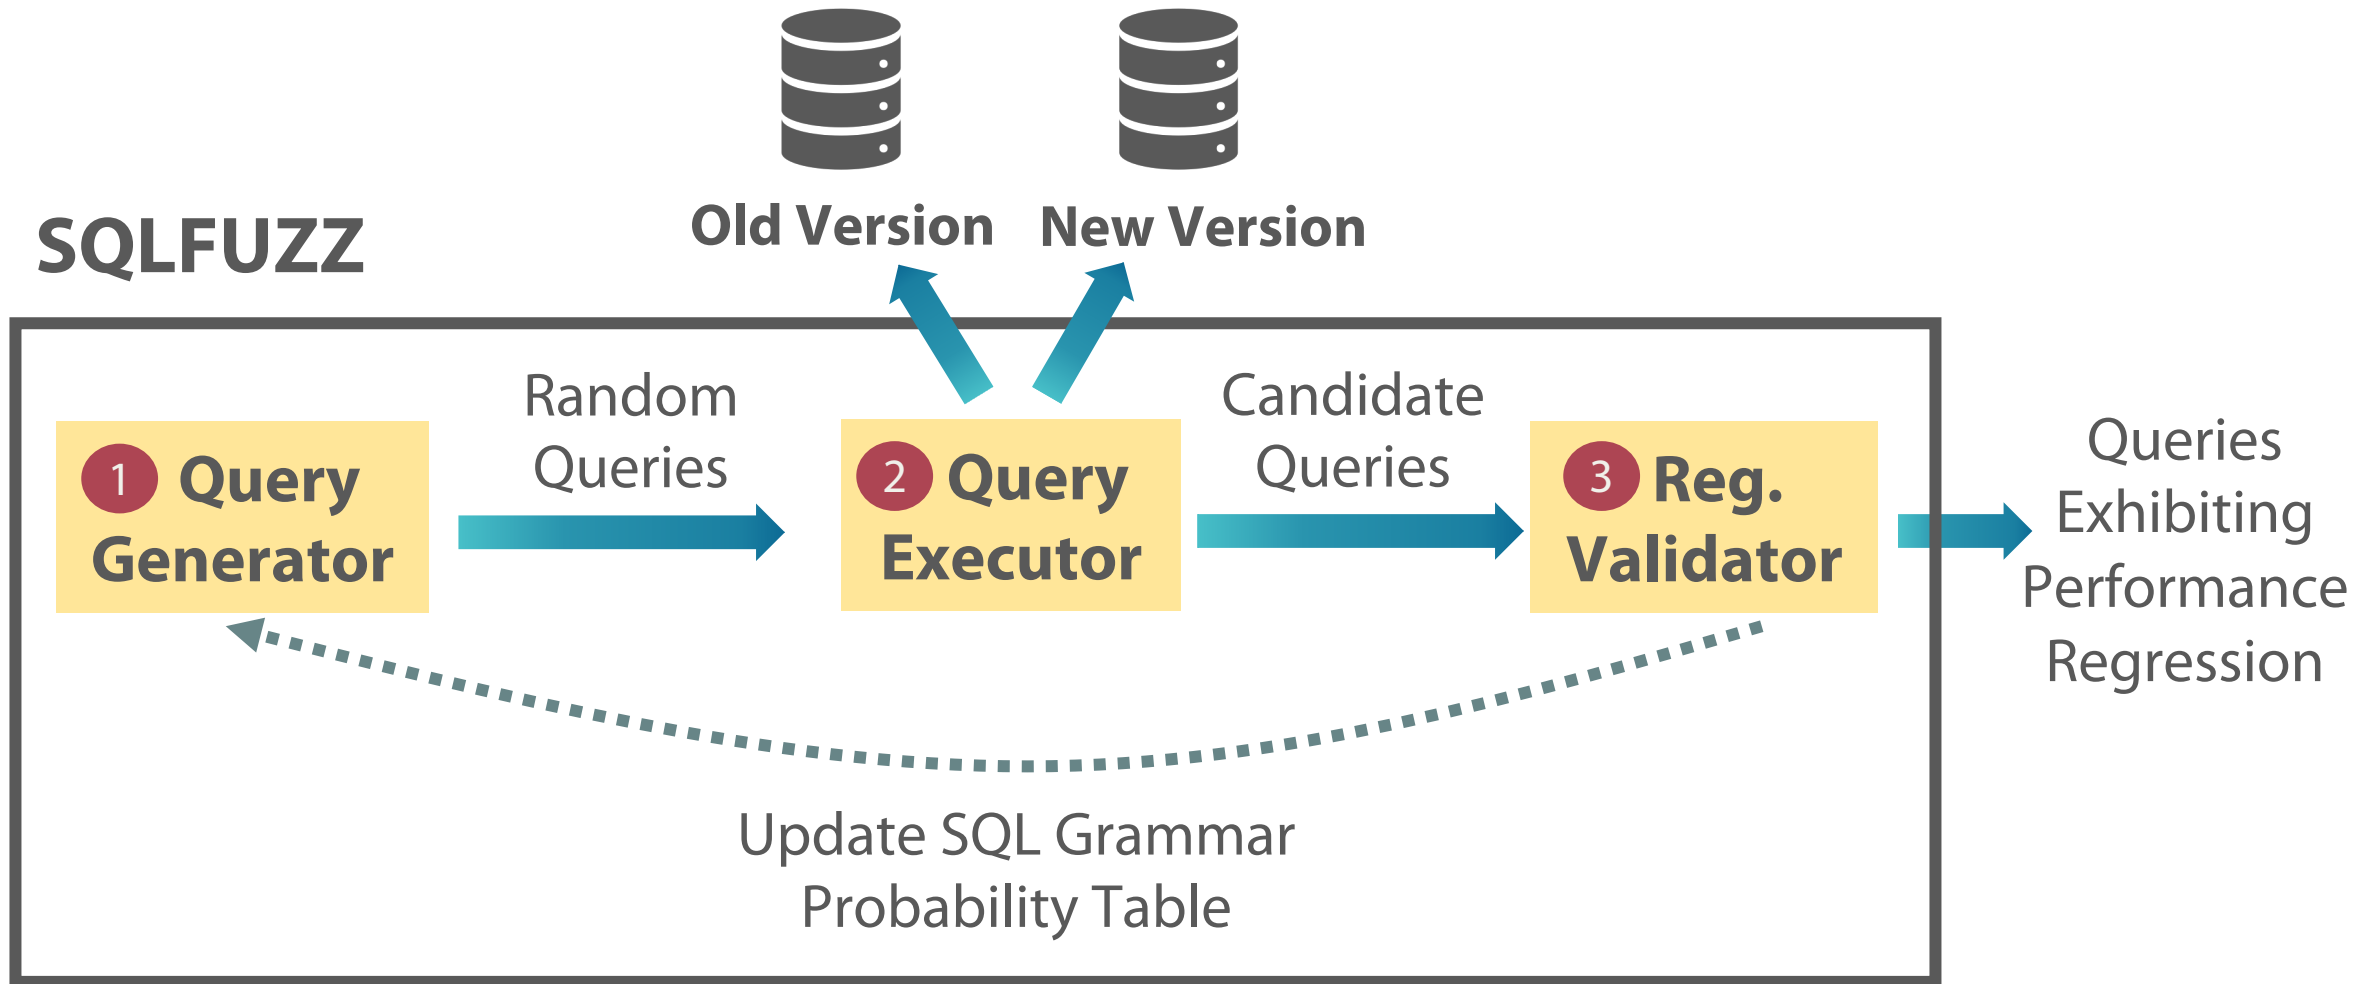 Old Version
New Version
SQLFUZZ
Random
Queries
Candidate
Queries
1 Query
Generator
2 Query
Executor
3 Reg.
Validator
Queries
Exhibiting
Performance
Regression
Update SQL Grammar
Probability Table